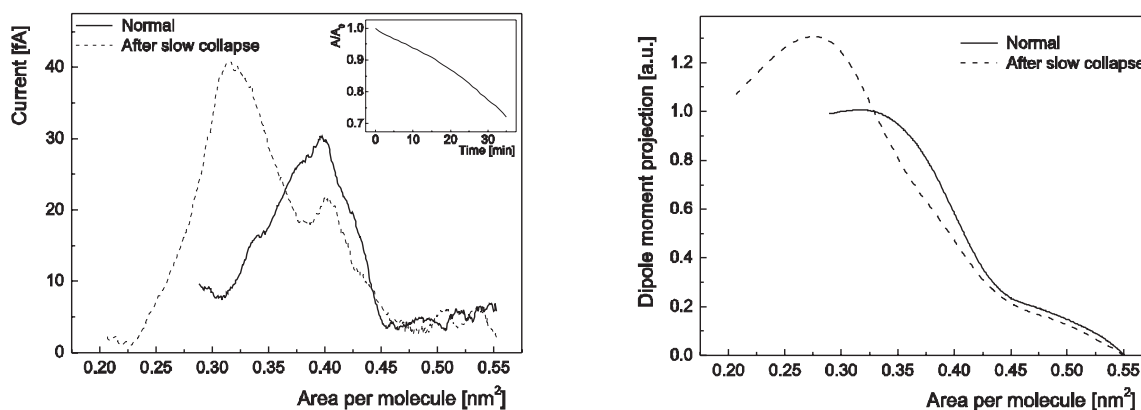 Normal
After slow collapse
Current [fA]
40
30
20
10
0
0.20 0.25 0.30 0.35 0.40 0.45 0.50 0.55
Area per molecule [nm²]
A/A₀
1.0
0.9
0.8
0.7
0 10 20 30
Time [min]
Normal
After slow collapse
Dipole moment projection [a.u.]
1.2
1.0
0.8
0.6
0.4
0.2
0.0
0.20 0.25 0.30 0.35 0.40 0.45 0.50 0.55
Area per molecule [nm²]